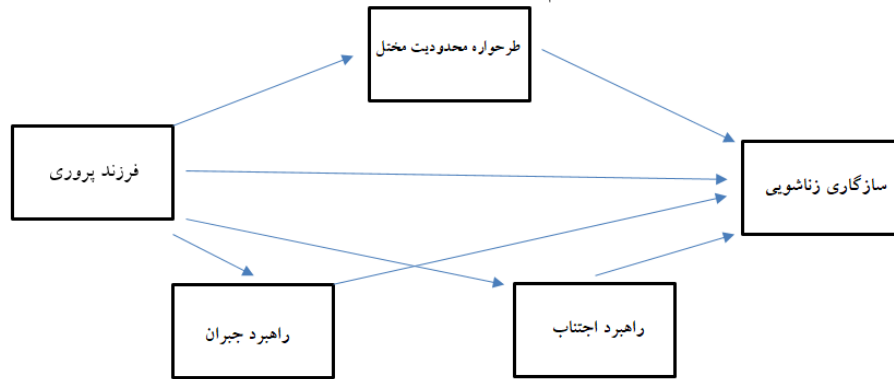 طرحواره محدودیت مختل
فرزند پروری
سازگاری زناشویی
راهبرد جبران
راهبرد اجتناب